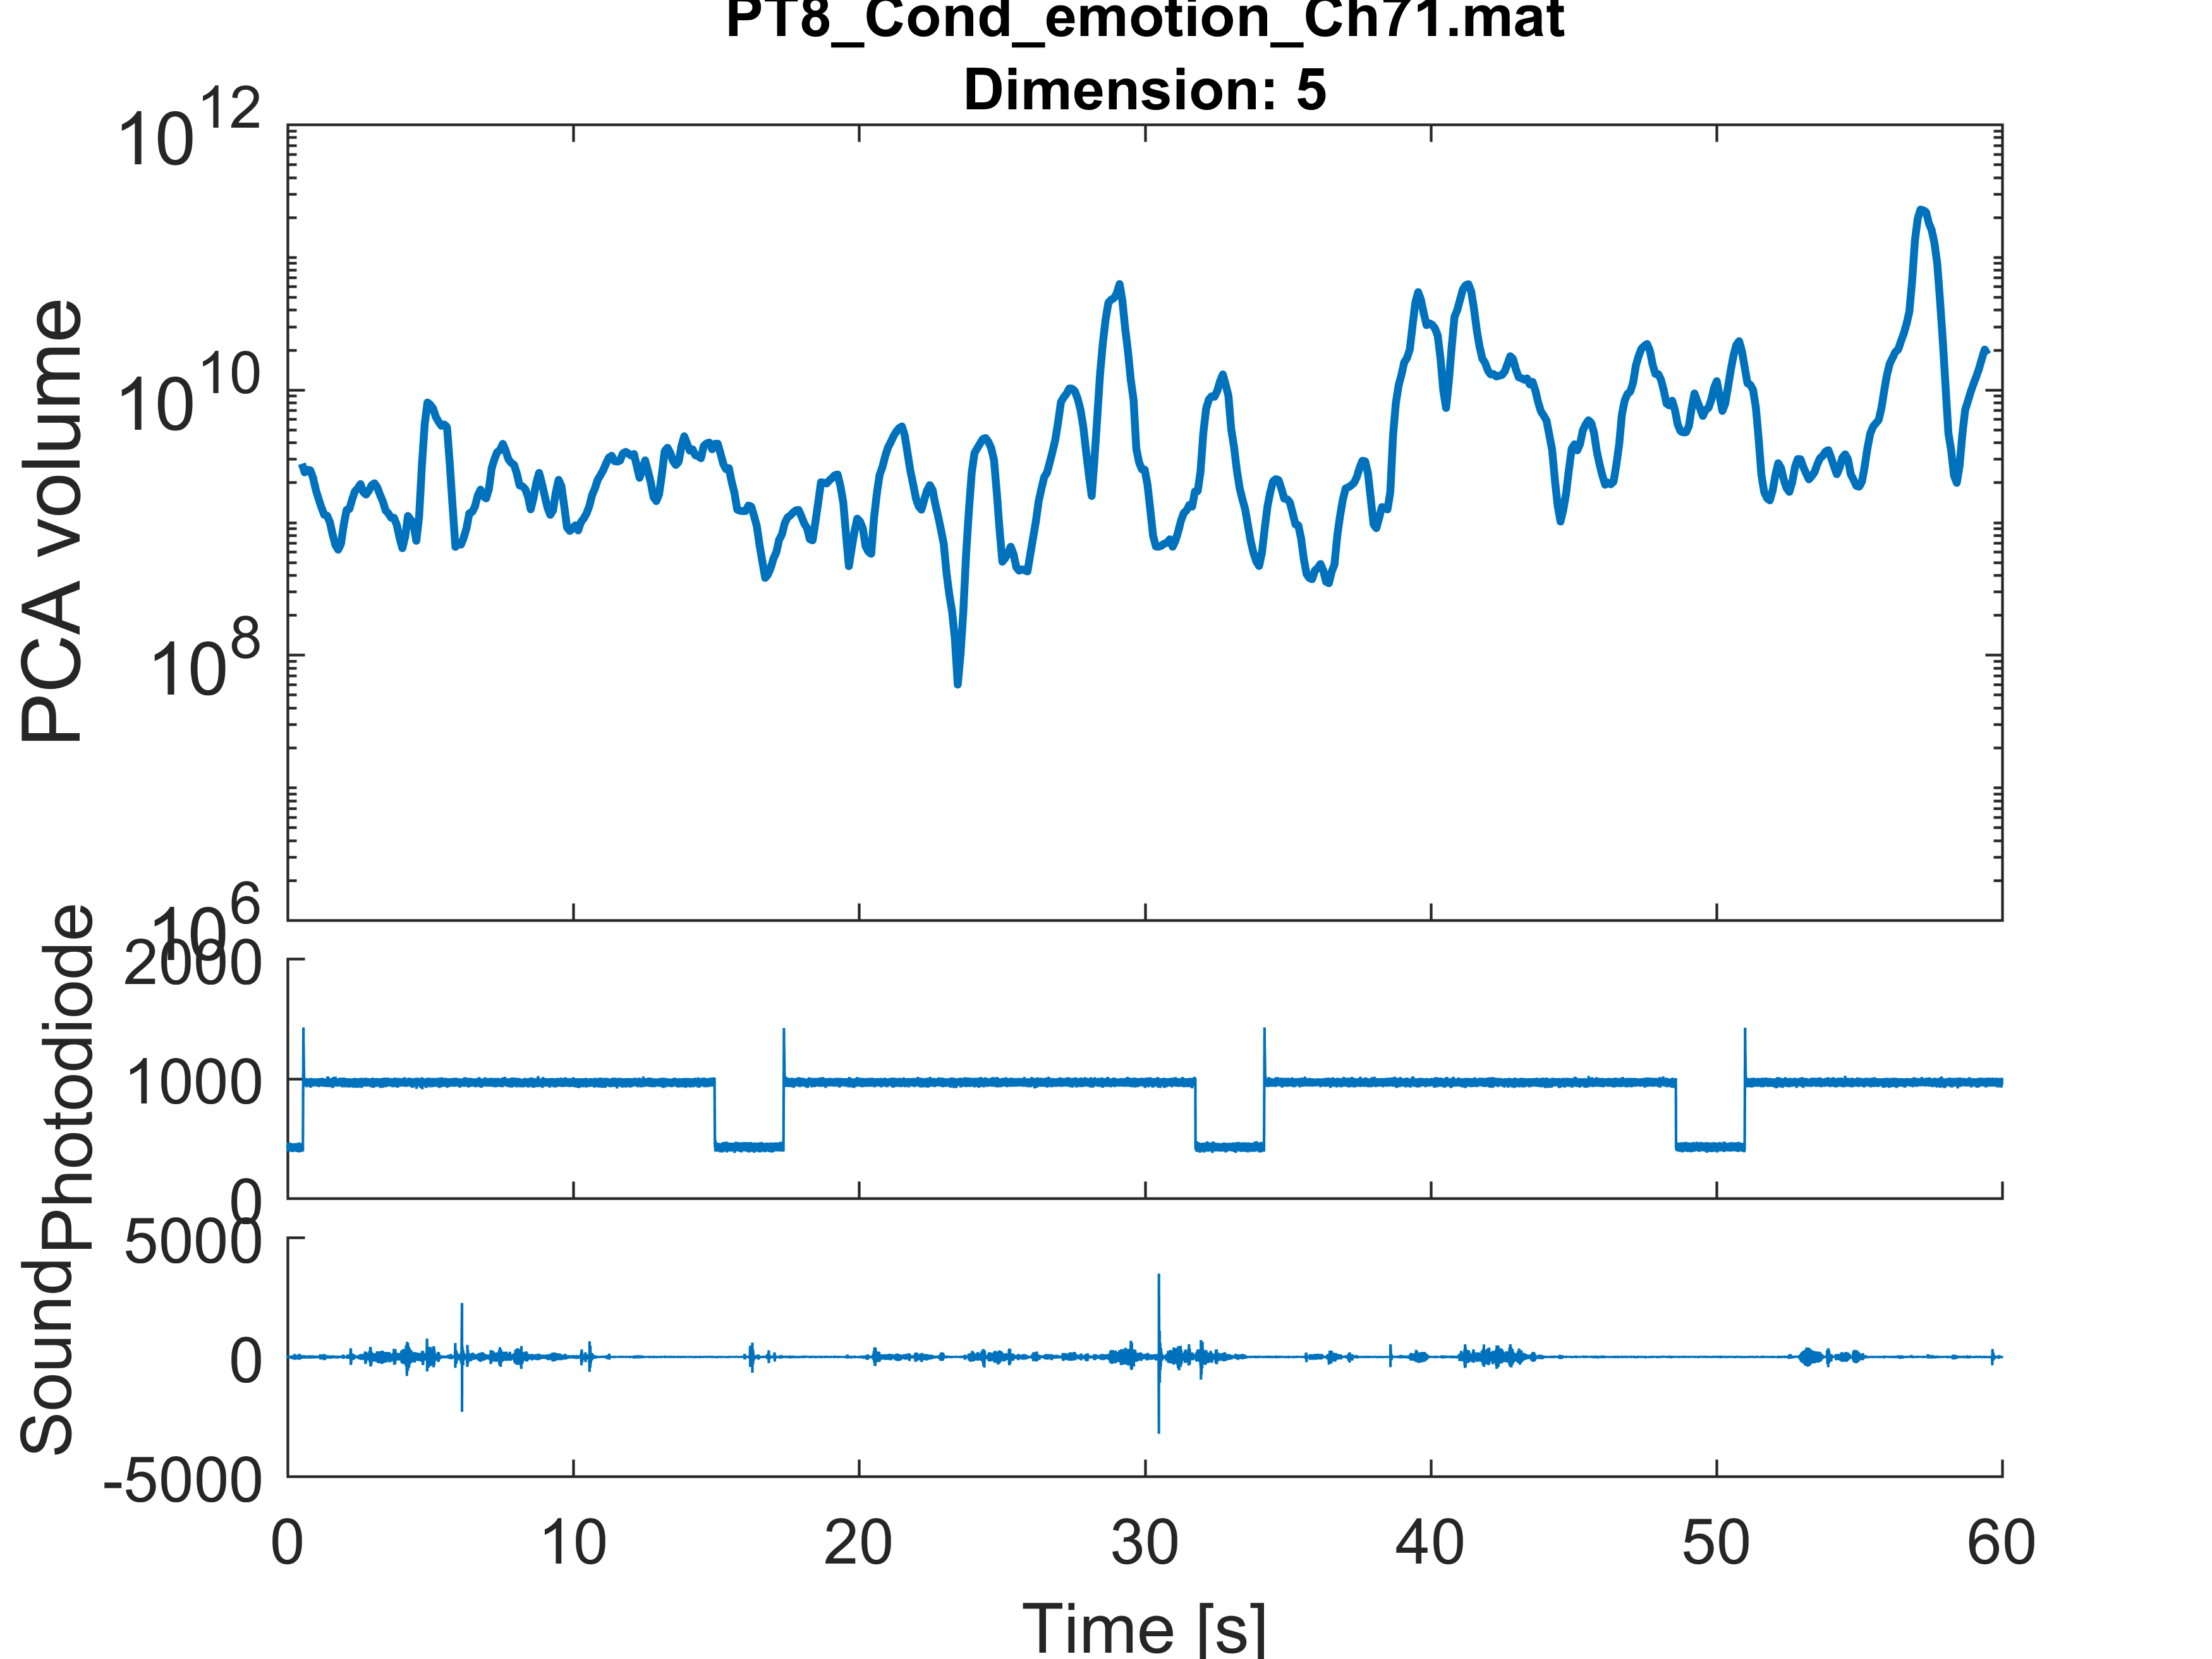 PT8_Cond_emotion_Ch71.mat
Dimension: 5
PCA volume
10^12
10^10
10^8
10^6
Photodiode
2000
1000
0
Sound
5000
0
-5000
0 10 20 30 40 50 60
Time [s]